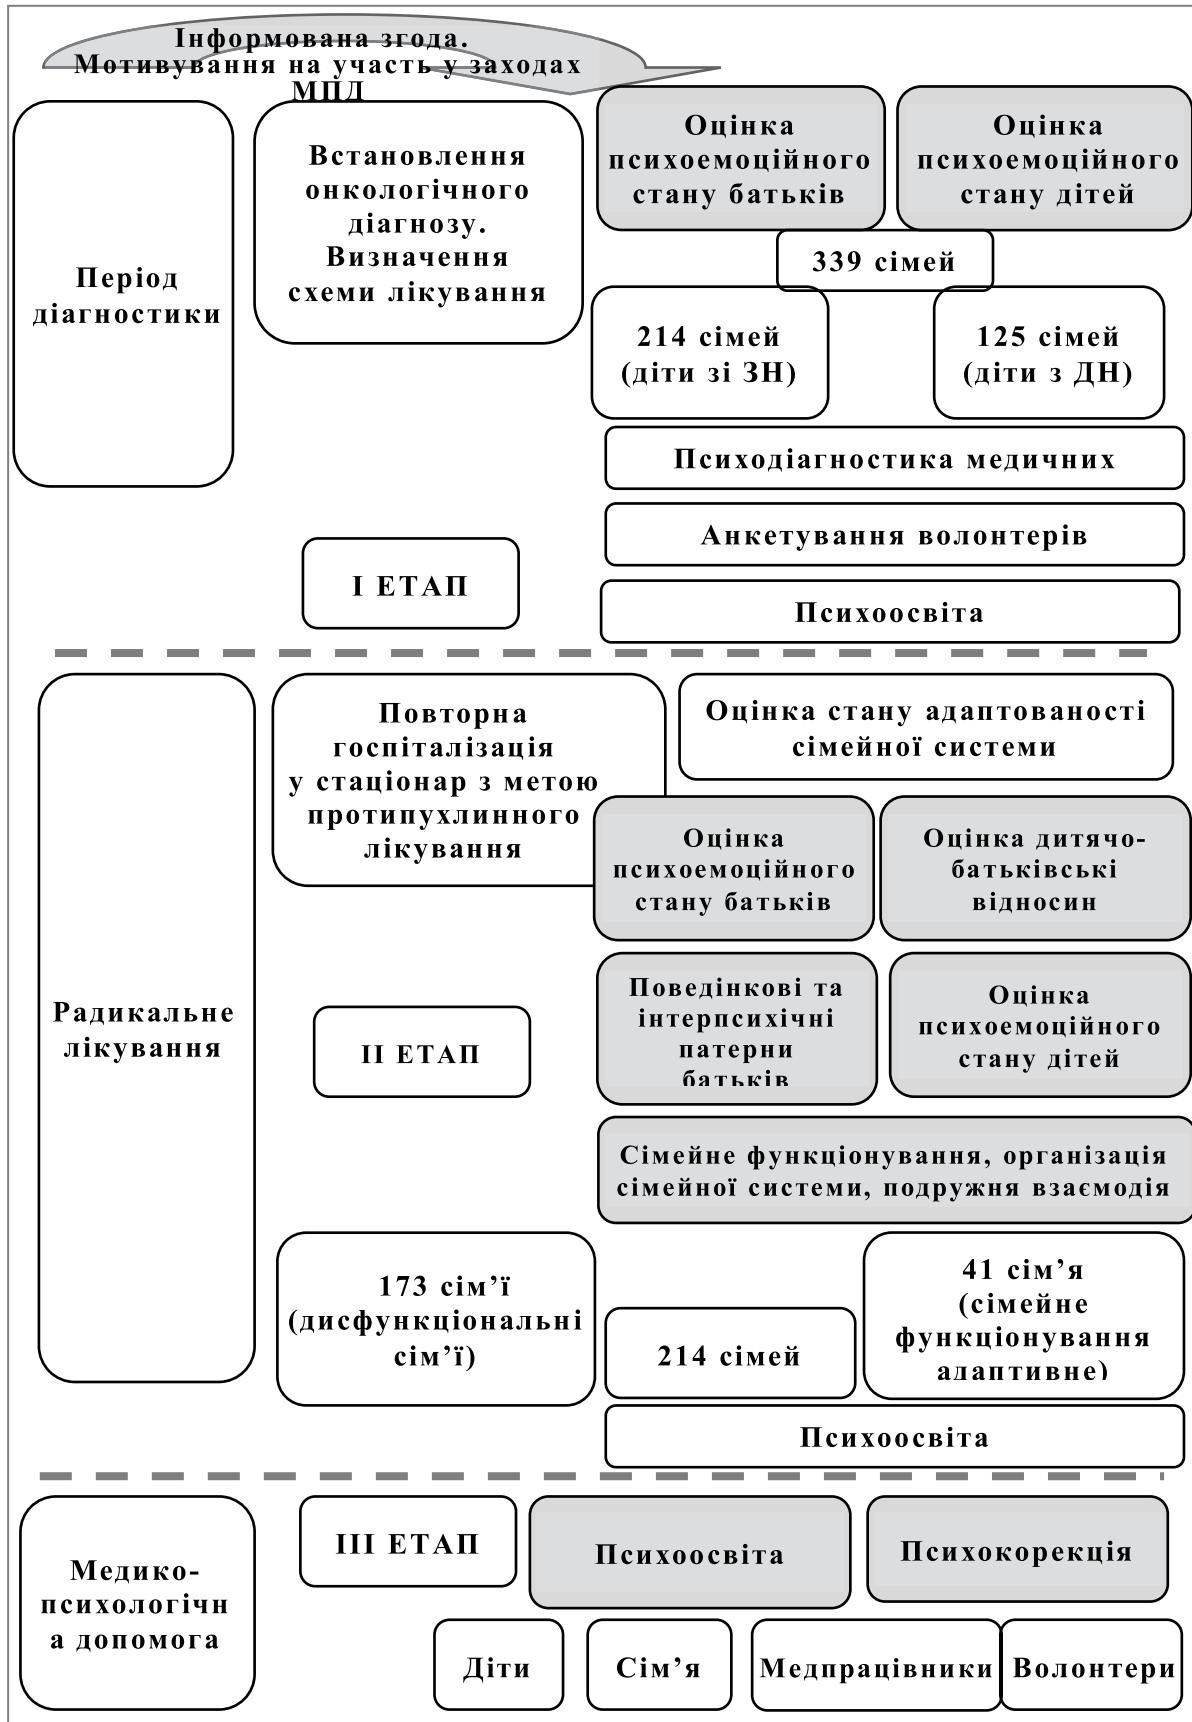 Інформована згода.
Мотивування на участь у заходах
МПД
Період
діагностики
Встановлення
онкологічного
діагнозу.
Визначення
схеми лікування
Оцінка
психоемоційного
стану батьків
Оцінка
психоемоційного
стану дітей
339 сімей
214 сімей
(діти зі ЗН)
125 сімей
(діти з ДН)
Психодіагностика медичних
Анкетування волонтерів
І ЕТАП
Психоосвіта
Радикальне
лікування
Повторна
госпіталізація
у стаціонар з метою
протипухлинного
лікування
Оцінка стану адаптованості
сімейної системи
Оцінка
психоемоційного
стану батьків
Оцінка дитячо-
батьківські
відносин
ІІ ЕТАП
Поведінкові та
інтерпсихічні
патерни
батьків
Оцінка
психоемоційного
стану дітей
Сімейне функціонування, організація
сімейної системи, подружня взаємодія
173 сім’ї
(дисфункціональні
сім’ї)
214 сімей
41 сім’я
(сімейне
функціонування
адаптивне)
Психоосвіта
Медико-
психологічн
а допомога
ІІІ ЕТАП
Психоосвіта
Психокорекція
Діти
Сім’я
Медпрацівники
Волонтери